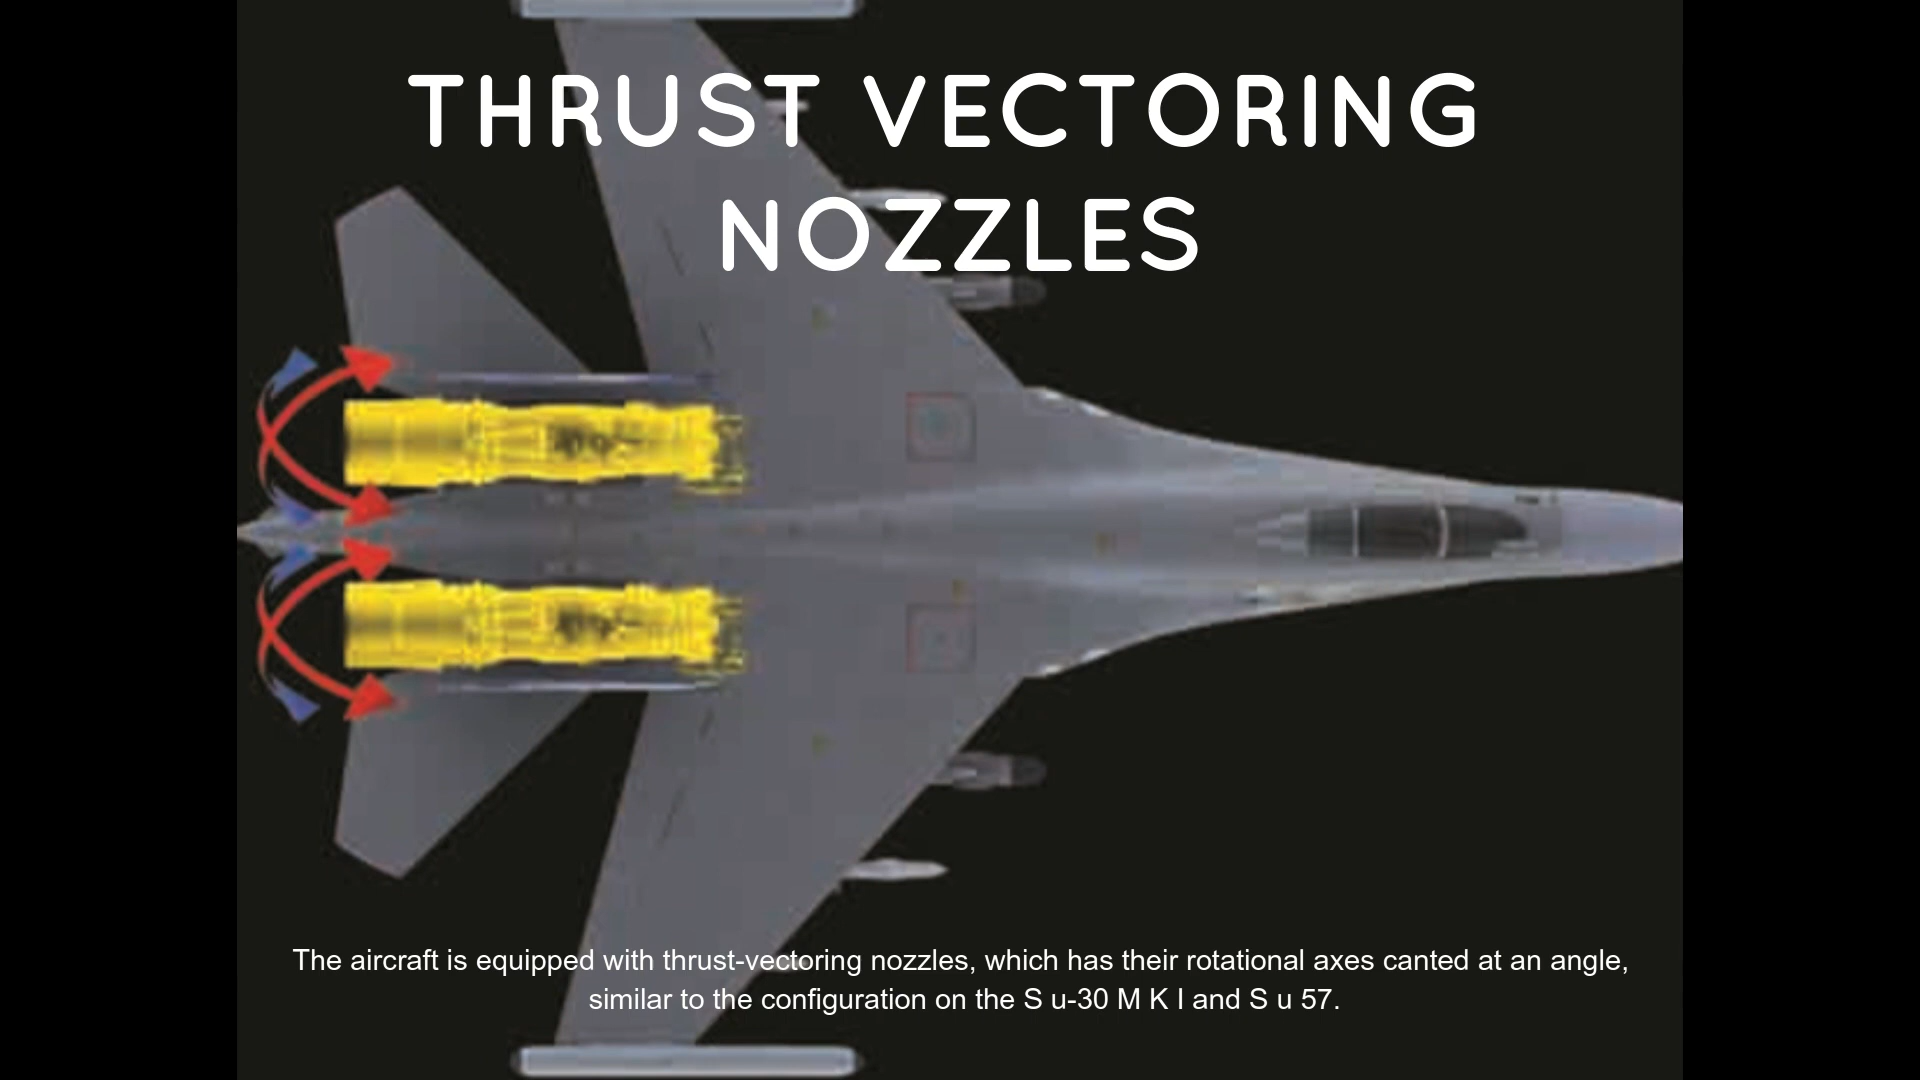 THRUST VECTORING
NOZZLES
The aircraft is equipped with thrust-vectoring nozzles, which has their rotational axes canted at an angle,
similar to the configuration on the S u-30 M K I and S u 57.